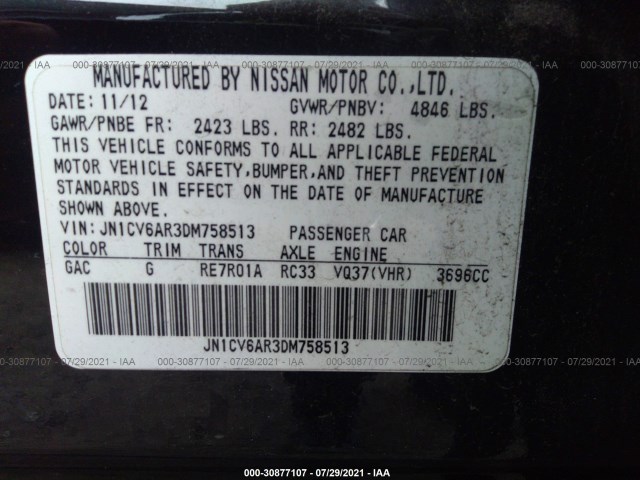 MANUFACTURED BY NISSAN MOTOR CO.,LTD.
DATE: 11/12 GVWR/PNBV: 4846 LBS.
GAWR/PNBE FR: 2423 LBS. RR: 2482 LBS.
THIS VEHICLE CONFORMS TO ALL APPLICABLE FEDERAL
MOTOR VEHICLE SAFETY,BUMPER,AND THEFT PREVENTION
STANDARDS IN EFFECT ON THE DATE OF MANUFACTURE
SHOWN ABOVE.
VIN: JN1CV6AR3DM758513 PASSENGER CAR
COLOR TRIM TRANS AXLE ENGINE
GAC G RE7R01A RC33 VQ37(VHR) 3696CC
JN1CV6AR3DM758513
000-30877107 - 07/29/2021 - IAA